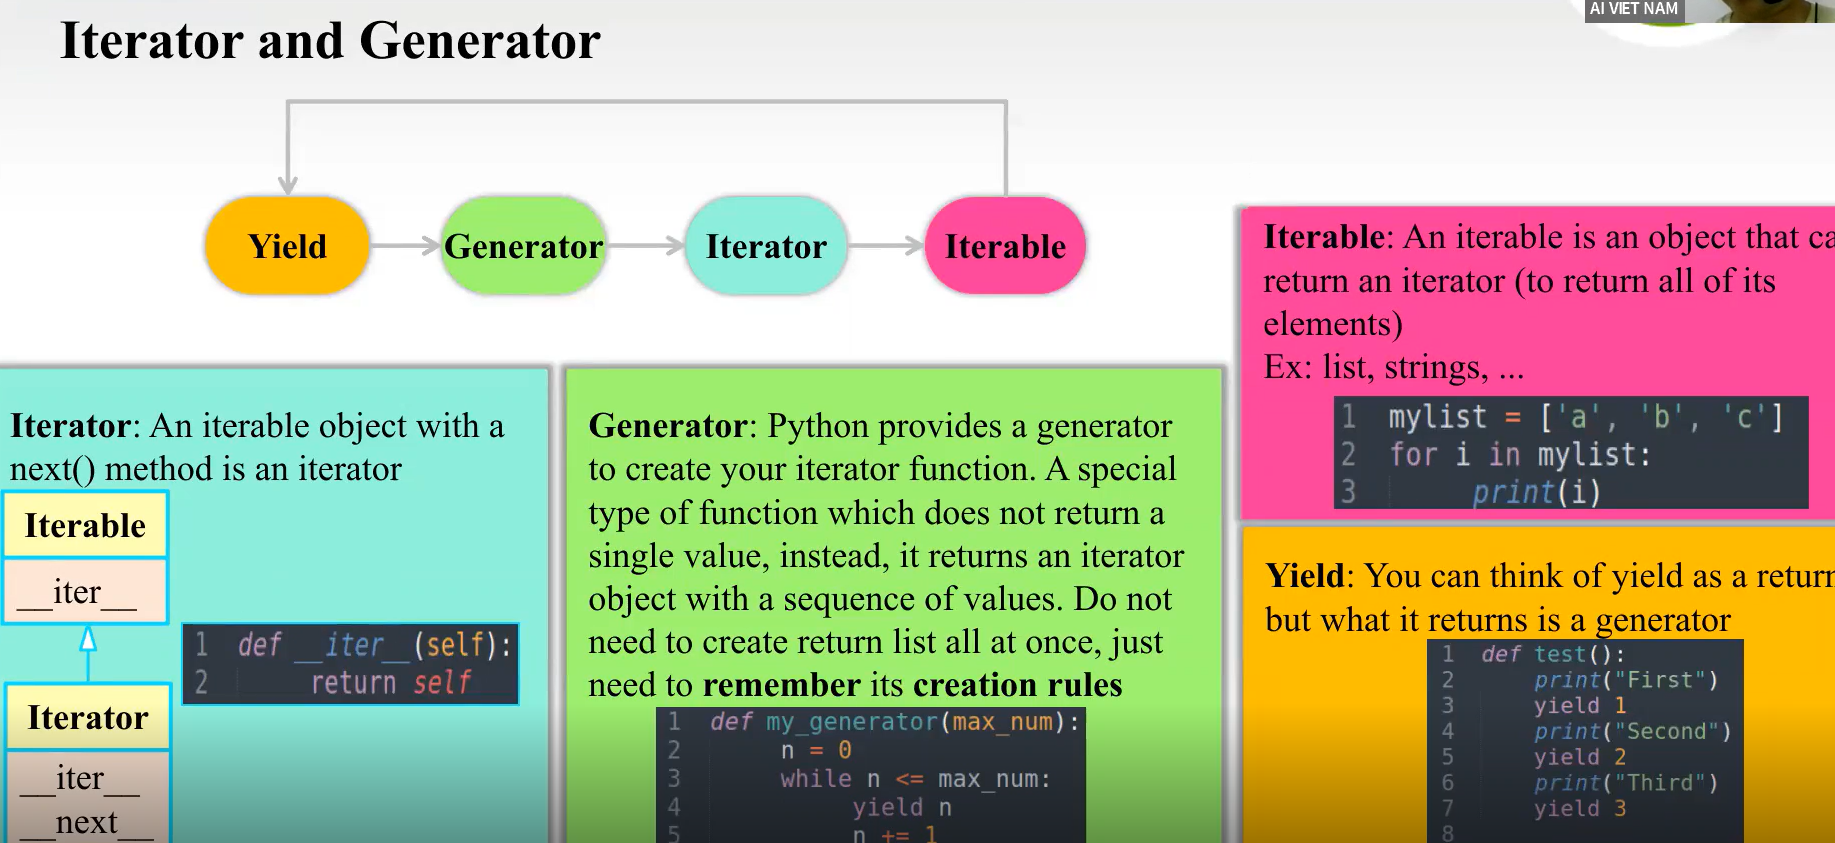 AI VIET NAM
Iterator and Generator
Yield
Generator
Iterator
Iterable
Iterable: An iterable is an object that ca
return an iterator (to return all of its
elements)
Ex: list, strings, ...
1 mylist = ['a', 'b', 'c']
2 for i in mylist:
3 print(i)
Iterator: An iterable object with a
next() method is an iterator
Iterable
__iter__
1 def __iter__(self):
2 return self
Iterator
__iter__
__next__
Generator: Python provides a generator
to create your iterator function. A special
type of function which does not return a
single value, instead, it returns an iterator
object with a sequence of values. Do not
need to create return list all at once, just
need to remember its creation rules
1 def my_generator(max_num):
2 n = 0
3 while n <= max_num:
4 yield n
5 n += 1
Yield: You can think of yield as a return
but what it returns is a generator
1 def test():
2 print("First")
3 yield 1
4 print("Second")
5 yield 2
6 print("Third")
7 yield 3
8